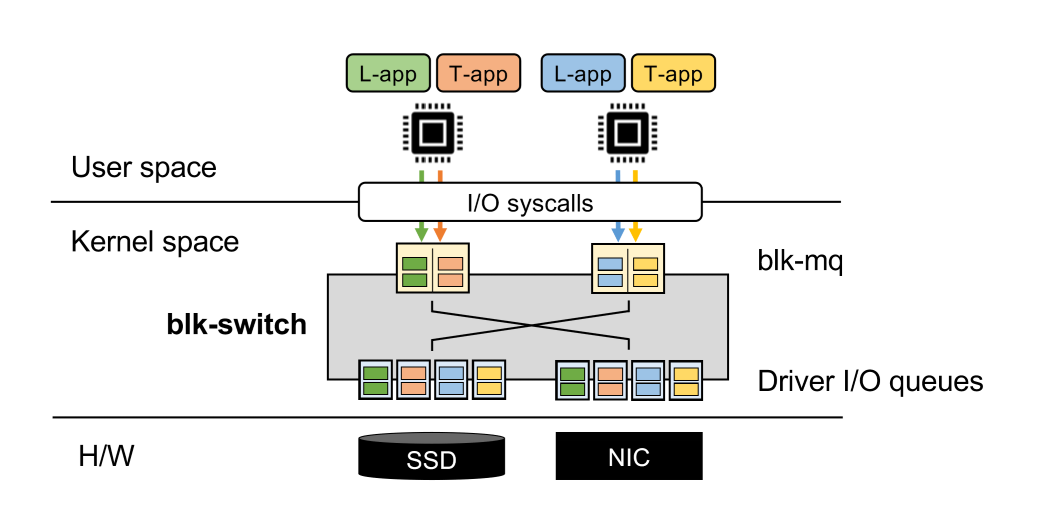 L-app T-app L-app T-app
User space
I/O syscalls
Kernel space
blk-mq
blk-switch
Driver I/O queues
H/W
SSD
NIC